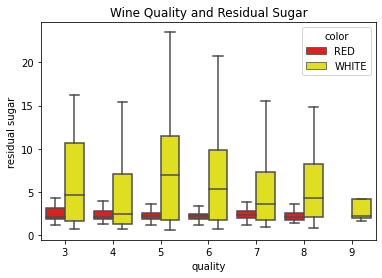 Wine Quality and Residual Sugar
color
RED
WHITE
residual sugar
20
15
10
5
0
3 4 5 6 7 8 9
quality